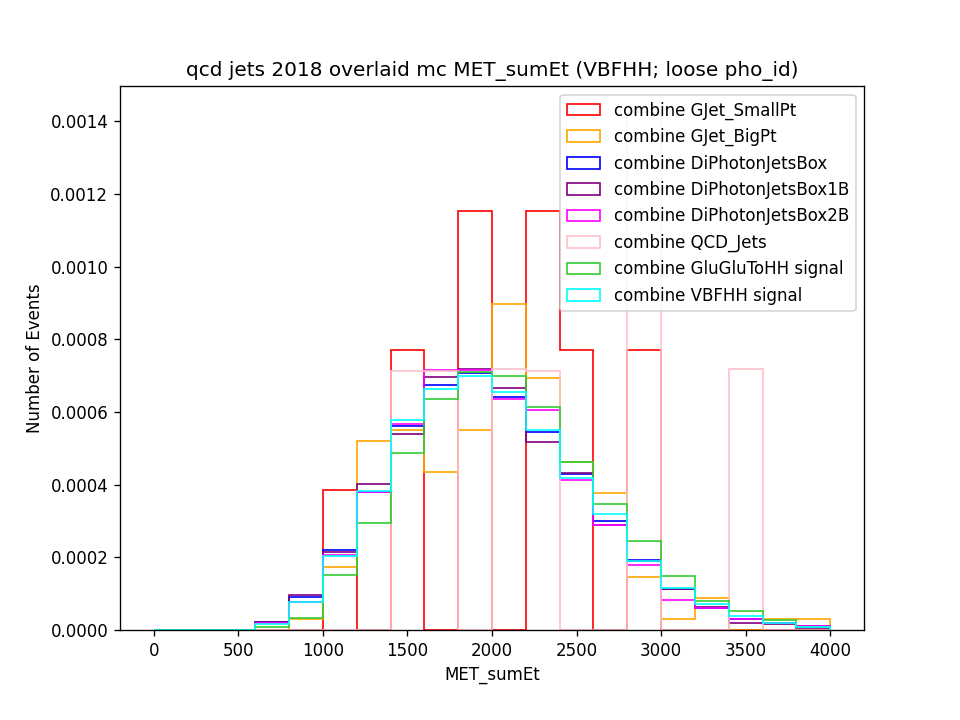 qcd jets 2018 overlaid mc MET_sumEt (VBFHH; loose pho_id)
combine GJet_SmallPt
combine GJet_BigPt
combine DiPhotonJetsBox
combine DiPhotonJetsBox1B
combine DiPhotonJetsBox2B
combine QCD_Jets
combine GluGluToHH signal
combine VBFHH signal
Number of Events
0.0014
0.0012
0.0010
0.0008
0.0006
0.0004
0.0002
0.0000
0 500 1000 1500 2000 2500 3000 3500 4000
MET_sumEt